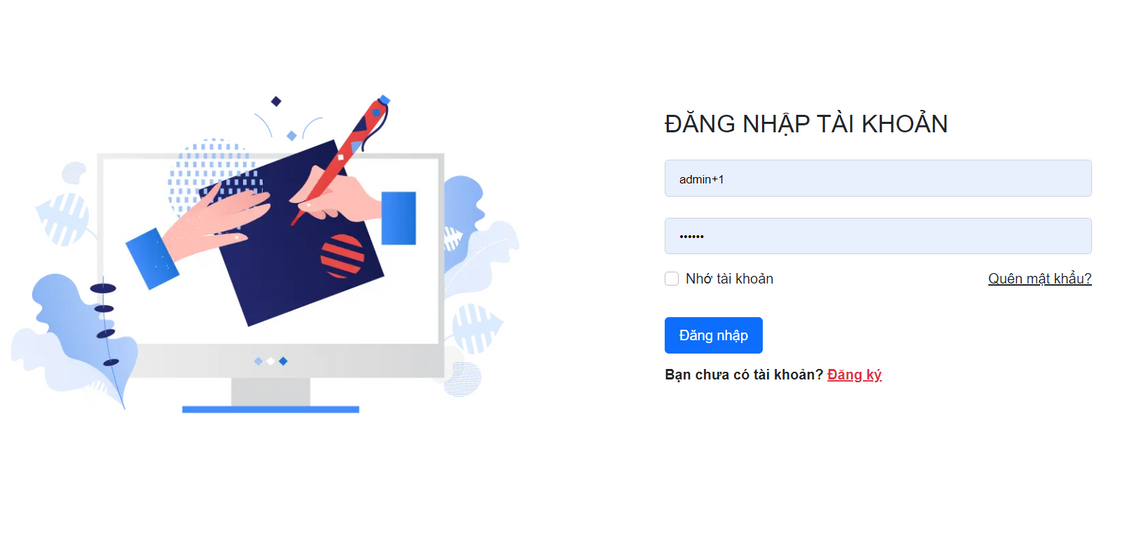 ĐĂNG NHẬP TÀI KHOẢN
admin+1
••••••
Nhớ tài khoản
Quên mật khẩu?
Đăng nhập
Bạn chưa có tài khoản? Đăng ký